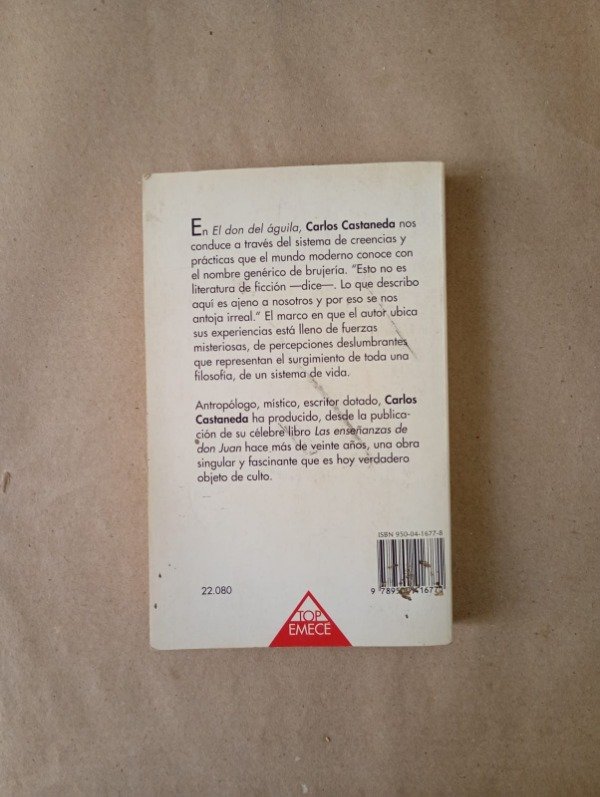 En El don del águila, Carlos Castaneda nos
conduce a través del sistema de creencias y
prácticas que el mundo moderno conoce con
el nombre genérico de brujería. "Esto no es
literatura de ficción —dice—. Lo que describo
aquí es ajeno a nosotros y por eso se nos
antoja irreal." El marco en que el autor ubica
sus experiencias está lleno de fuerzas
misteriosas, de percepciones deslumbrantes
que representan el surgimiento de toda una
filosofía, de un sistema de vida.
Antropólogo, místico, escritor dotado, Carlos
Castaneda ha producido, desde la publica-
ción de su célebre libro Las enseñanzas de
don Juan hace más de veinte años, una obra
singular y fascinante que es hoy verdadero
objeto de culto.
ISBN 950-04-1677-8
22.080
TOP
EMECÉ